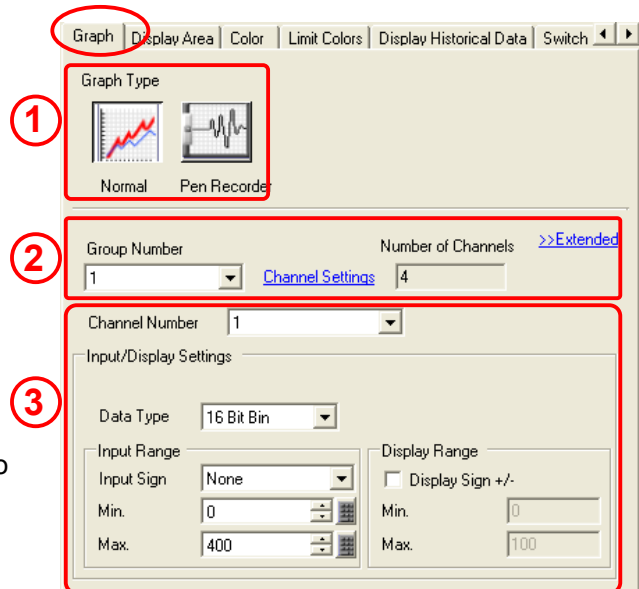 Graph Display Area Color Limit Colors Display Historical Data Switch
1
Graph Type
Normal Pen Recorder
2
Group Number Number of Channels >>Extended
1 Channel Settings 4
3
Channel Number 1
Input/Display Settings
Data Type 16 Bit Bin
Input Range Display Range
Input Sign None Display Sign +/-
Min. 0 Min. 0
Max. 400 Max. 100